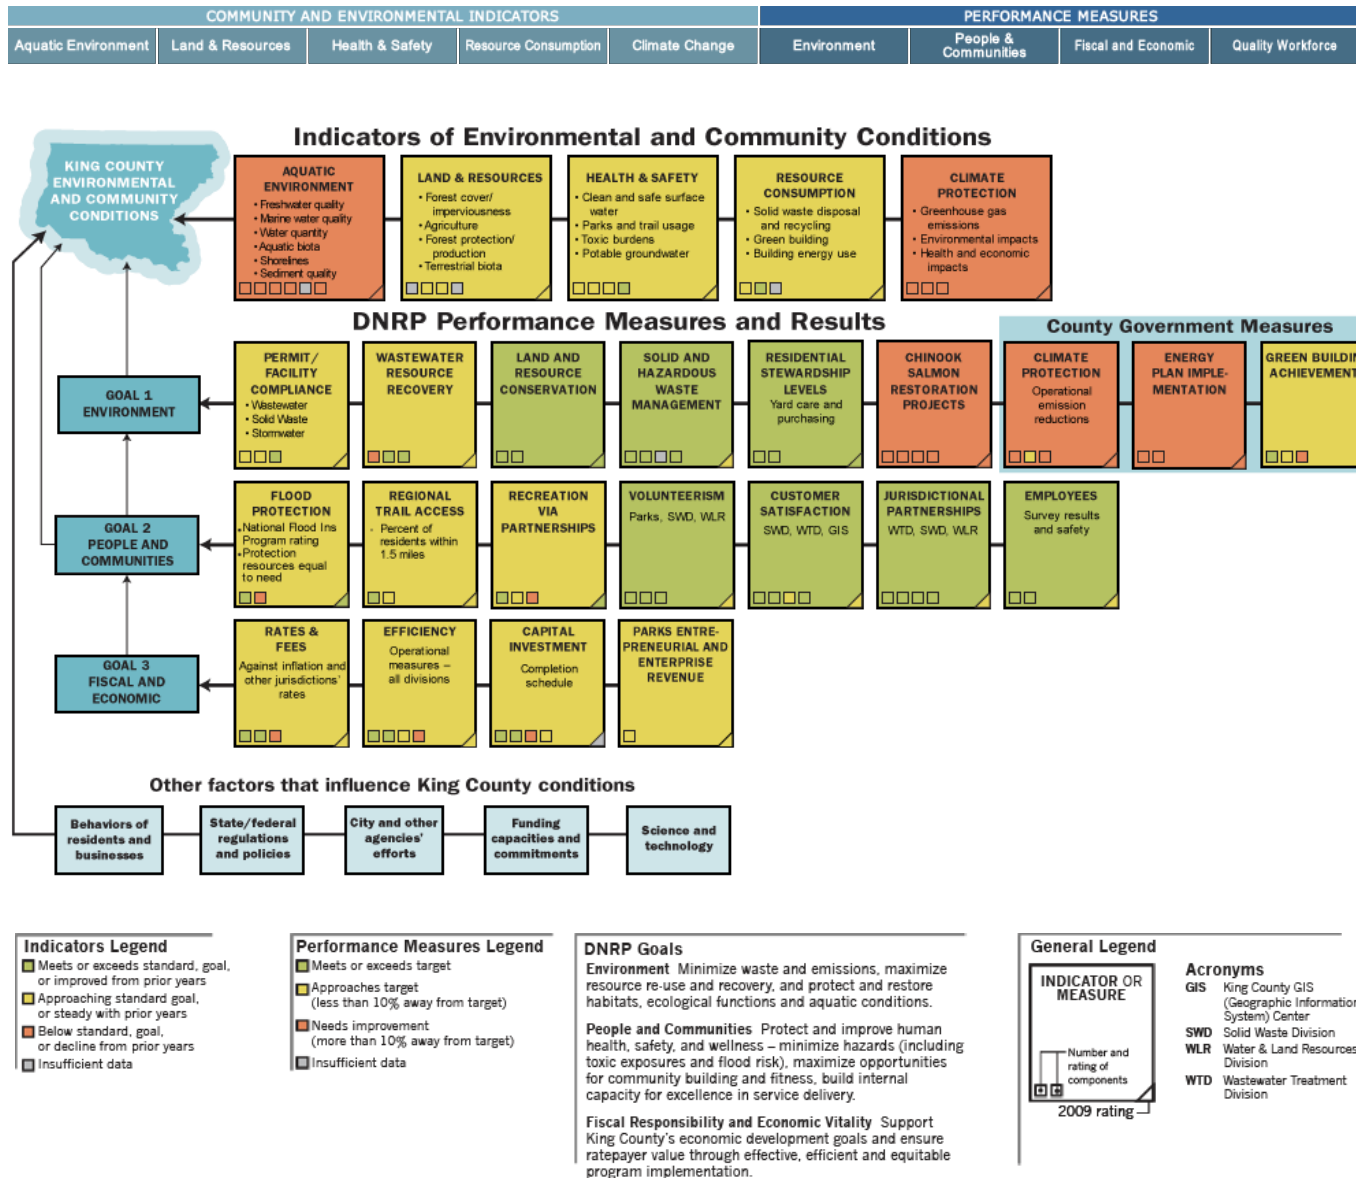 COMMUNITY AND ENVIRONMENTAL INDICATORS
PERFORMANCE MEASURES
Aquatic Environment
Land & Resources
Health & Safety
Resource Consumption
Climate Change
Environment
People &
Communities
Fiscal and Economic
Quality Workforce
Indicators of Environmental and Community Conditions
KING COUNTY
ENVIRONMENTAL
AND COMMUNITY
CONDITIONS
AQUATIC
ENVIRONMENT
• Freshwater quality
• Marine water quality
• Water quantity
• Aquatic biota
• Shorelines
• Sediment quality
LAND & RESOURCES
• Forest cover/
imperviousness
• Agriculture
• Forest protection/
production
• Terrestrial biota
HEALTH & SAFETY
• Clean and safe surface
water
• Parks and trail usage
• Toxic burdens
• Potable groundwater
RESOURCE
CONSUMPTION
• Solid waste disposal
and recycling
• Green building
• Building energy use
CLIMATE
PROTECTION
• Greenhouse gas
emissions
• Environmental impacts
• Health and economic
impacts
DNRP Performance Measures and Results
County Government Measures
GOAL 1
ENVIRONMENT
PERMIT/
FACILITY
COMPLIANCE
• Wastewater
• Solid Waste
• Stormwater
WASTEWATER
RESOURCE
RECOVERY
LAND AND
RESOURCE
CONSERVATION
SOLID AND
HAZARDOUS
WASTE
MANAGEMENT
RESIDENTIAL
STEWARDSHIP
LEVELS
Yard care and
purchasing
CHINOOK
SALMON
RESTORATION
PROJECTS
CLIMATE
PROTECTION
Operational
emission
reductions
ENERGY
PLAN IMPLE-
MENTATION
GREEN BUILDIN
ACHIEVEMENT
GOAL 2
PEOPLE AND
COMMUNITIES
FLOOD
PROTECTION
•National Flood Ins
Program rating
•Protection
resources equal
to need
REGIONAL
TRAIL ACCESS
• Percent of
residents within
1.5 miles
RECREATION
VIA
PARTNERSHIPS
VOLUNTEERISM
Parks, SWD, WLR
CUSTOMER
SATISFACTION
SWD, WTD, GIS
JURISDICTIONAL
PARTNERSHIPS
WTD, SWD, WLR
EMPLOYEES
Survey results
and safety
GOAL 3
FISCAL AND
ECONOMIC
RATES &
FEES
Against inflation and
other jurisdictions'
rates
EFFICIENCY
Operational
measures –
all divisions
CAPITAL
INVESTMENT
Completion
schedule
PARKS ENTRE-
PRENEURIAL AND
ENTERPRISE
REVENUE
Other factors that influence King County conditions
Behaviors of
residents and
businesses
State/federal
regulations
and policies
City and other
agencies'
efforts
Funding
capacities and
commitments
Science and
technology
Indicators Legend
Meets or exceeds standard, goal,
or improved from prior years
Approaching standard goal,
or steady with prior years
Below standard, goal,
or decline from prior years
Insufficient data
Performance Measures Legend
Meets or exceeds target
Approaches target
(less than 10% away from target)
Needs improvement
(more than 10% away from target)
Insufficient data
DNRP Goals
Environment Minimize waste and emissions, maximize
resource re-use and recovery, and protect and restore
habitats, ecological functions and aquatic conditions.
People and Communities Protect and improve human
health, safety, and wellness – minimize hazards (including
toxic exposures and flood risk), maximize opportunities
for community building and fitness, build internal
capacity for excellence in service delivery.
Fiscal Responsibility and Economic Vitality Support
King County's economic development goals and ensure
ratepayer value through effective, efficient and equitable
program implementation.
General Legend
INDICATOR OR
MEASURE
Number and
rating of
components
2009 rating
Acronyms
GIS King County GIS
(Geographic Information
System) Center
SWD Solid Waste Division
WLR Water & Land Resources
Division
WTD Wastewater Treatment
Division